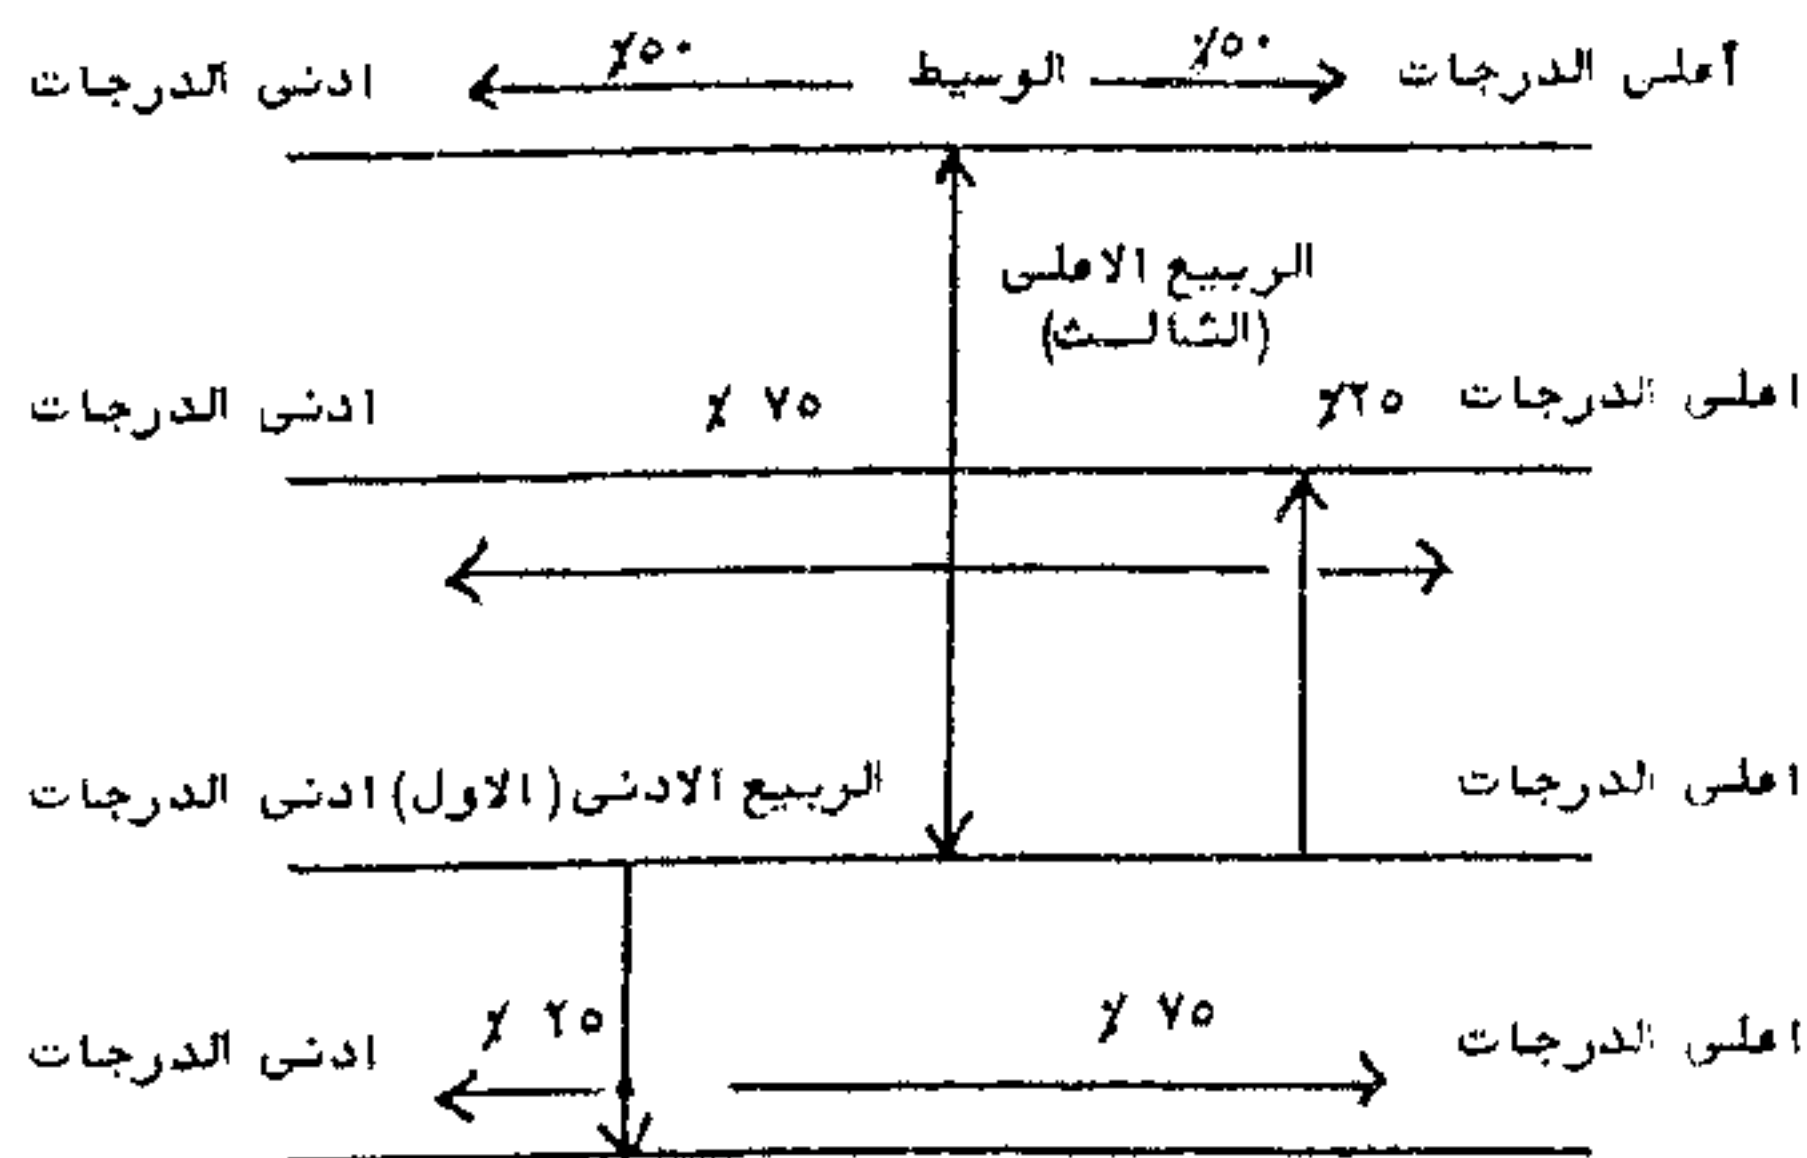 أعلى الدرجات ٪٥٠ الوسيط ٪٥٠ ادنى الدرجات
الربيع الاعلى
(الثالث)
اعلى الدرجات ٪٢٥ ٧٥ ٪ ادنى الدرجات
اعلى الدرجات الربيع الادنى (الاول) ادنى الدرجات
اعلى الدرجات ٧٥ ٪ ٢٥ ٪ ادنى الدرجات